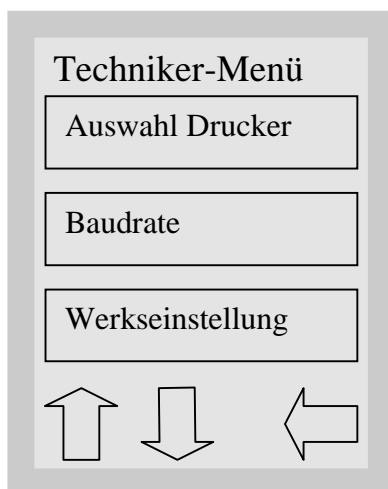 Techniker-Menü
Auswahl Drucker
Baudrate
Werkseinstellung